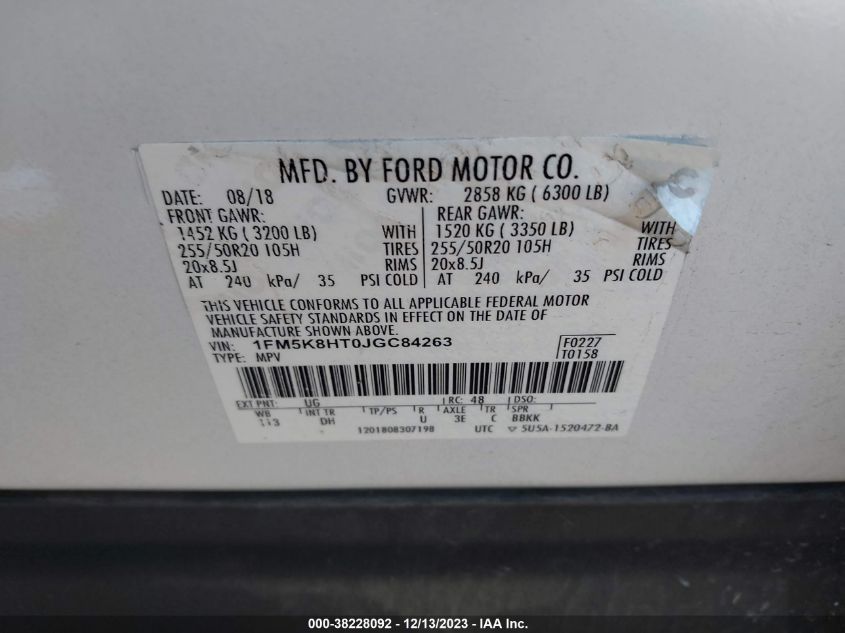 MFD. BY FORD MOTOR CO.
DATE: 08/18 GVWR: 2858 KG ( 6300 LB)
FRONT GAWR: REAR GAWR:
1452 KG ( 3200 LB) WITH 1520 KG ( 3350 LB) WITH
255/50R20 105H TIRES 255/50R20 105H TIRES
20x8.5J RIMS 20x8.5J RIMS
AT 240 kPa/ 35 PSI COLD AT 240 kPa/ 35 PSI COLD
THIS VEHICLE CONFORMS TO ALL APPLICABLE FEDERAL MOTOR
VEHICLE SAFETY STANDARDS IN EFFECT ON THE DATE OF
MANUFACTURE SHOWN ABOVE.
VIN: 1FM5K8HT0JGC84263 F0227
TYPE: MPV T0158
EXT PNT: UG RC: 48 DSO:
WB INT TR TP/PS R AXLE TR SPR
113 DH U 3E C BBKK
1201808307198 UTC ▽ 5U5A-1520472-BA
000-38228092 - 12/13/2023 - IAA Inc.